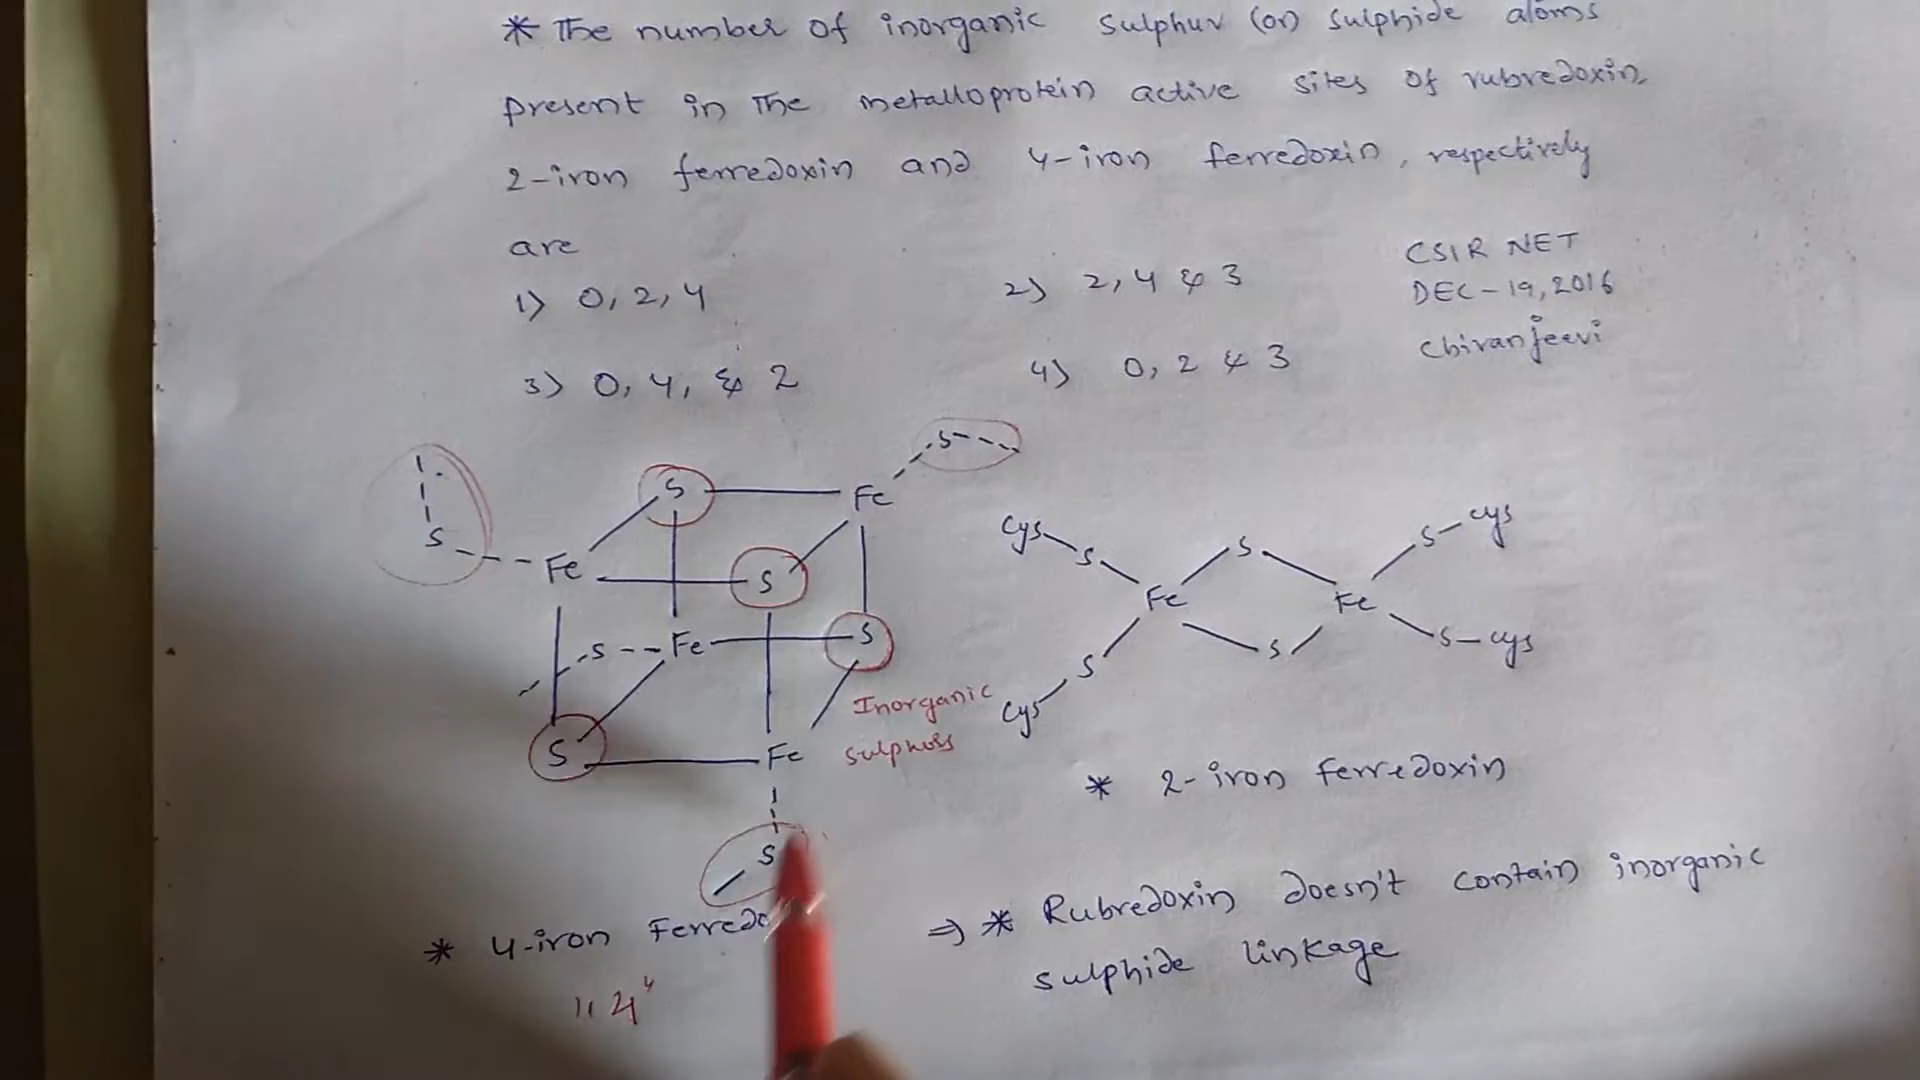 * The number of inorganic sulphur (or) sulphide atoms
present in The metalloprotein active sites of rubredoxin,
2-iron ferredoxin and 4-iron ferredoxin, respectively
are
1) 0, 2, 4
2) 2, 4 & 3
CSIR NET
DEC-19, 2016
Chiranjeevi
3) 0, 4, & 2
4) 0, 2 & 3
S
S
S
Fe
S
Fe
S
S
Fe
S
S
Fe
S
Inorganic
sulphurs
Cys
S
S
S
Cys
Fe
Fe
S
S
S
Cys
Cys
* 2-iron Ferredoxin
* 4-iron Ferredo
"4"
⇒ * Rubredoxin doesn't contain inorganic
sulphide linkage